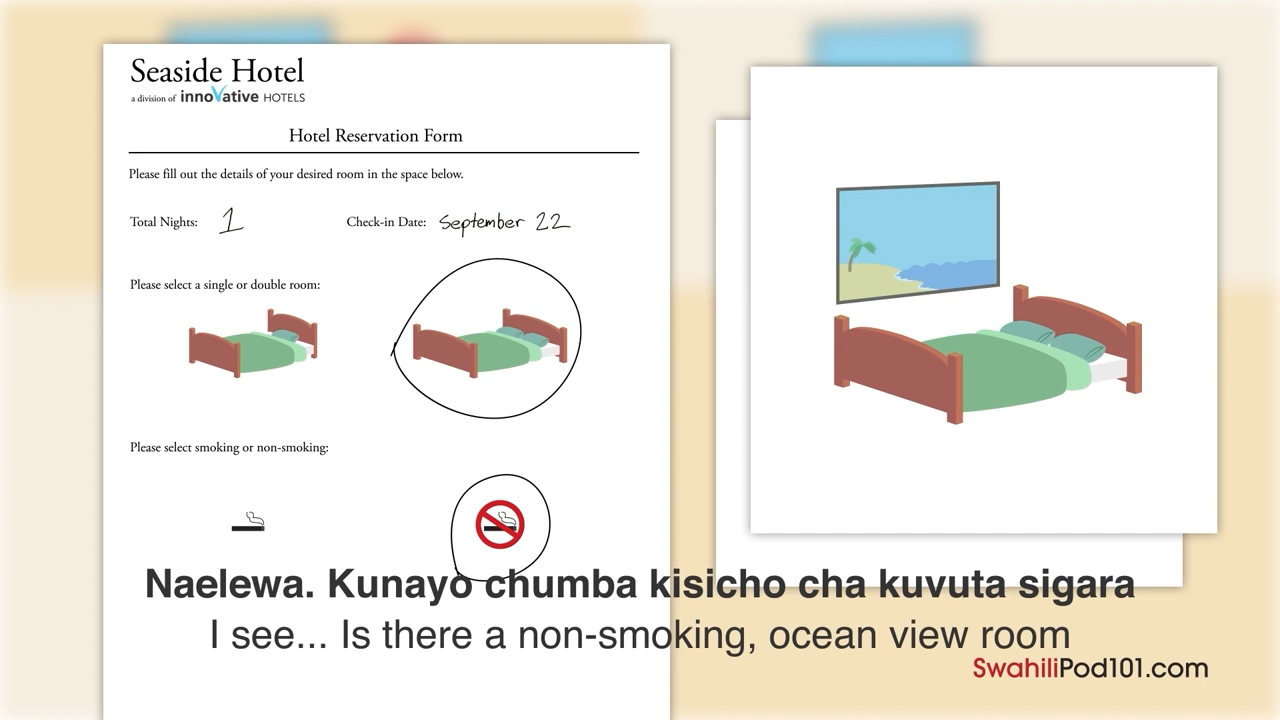 Seaside Hotel
a division of innoVative HOTELS
Hotel Reservation Form
Please fill out the details of your desired room in the space below.
Total Nights: 1 Check-in Date: September 22
Please select a single or double room:
Please select smoking or non-smoking:
Naelewa. Kunayo chumba kisicho cha kuvuta sigara
I see... Is there a non-smoking, ocean view room
SwahiliPod101.com